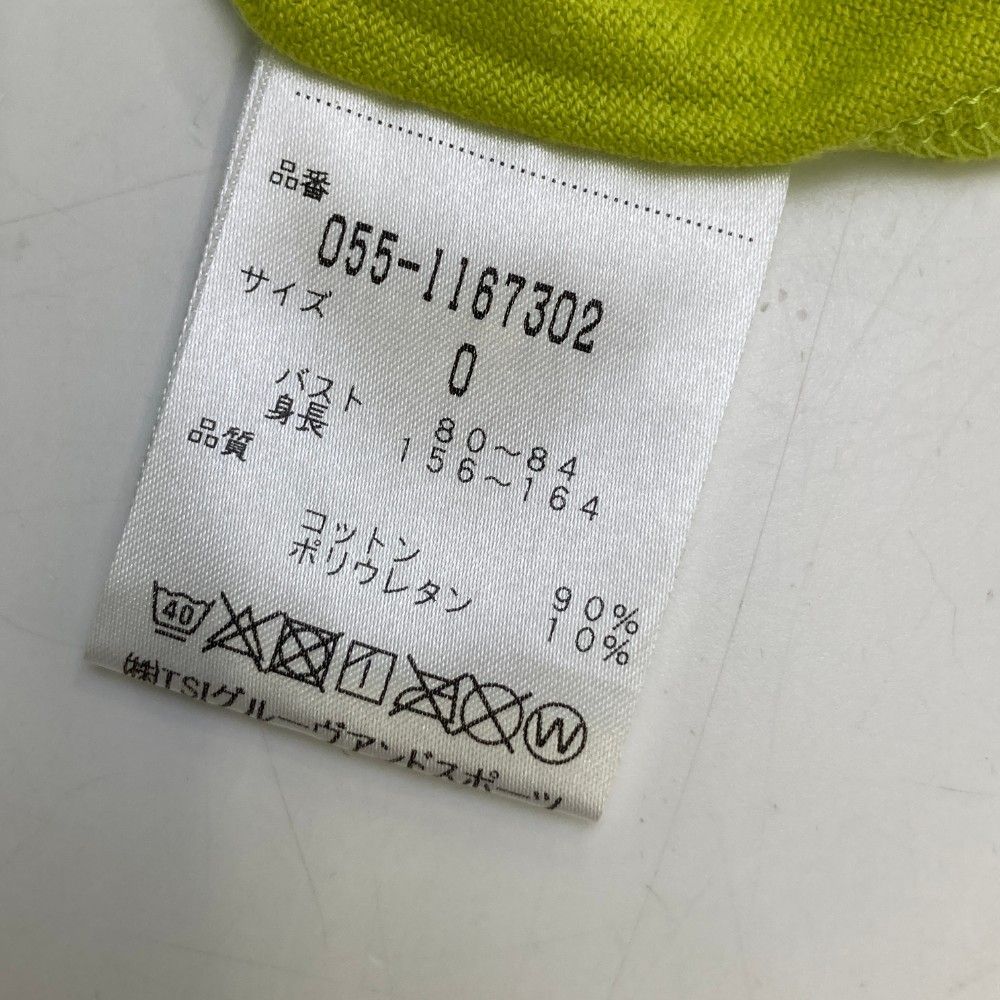 品番
055-1167302
サイズ
0
バスト 80~84
身長 156~164
品質
コットン 90%
ポリウレタン 10%
40 W
(株)TSIグルーヴアンドスポーツ